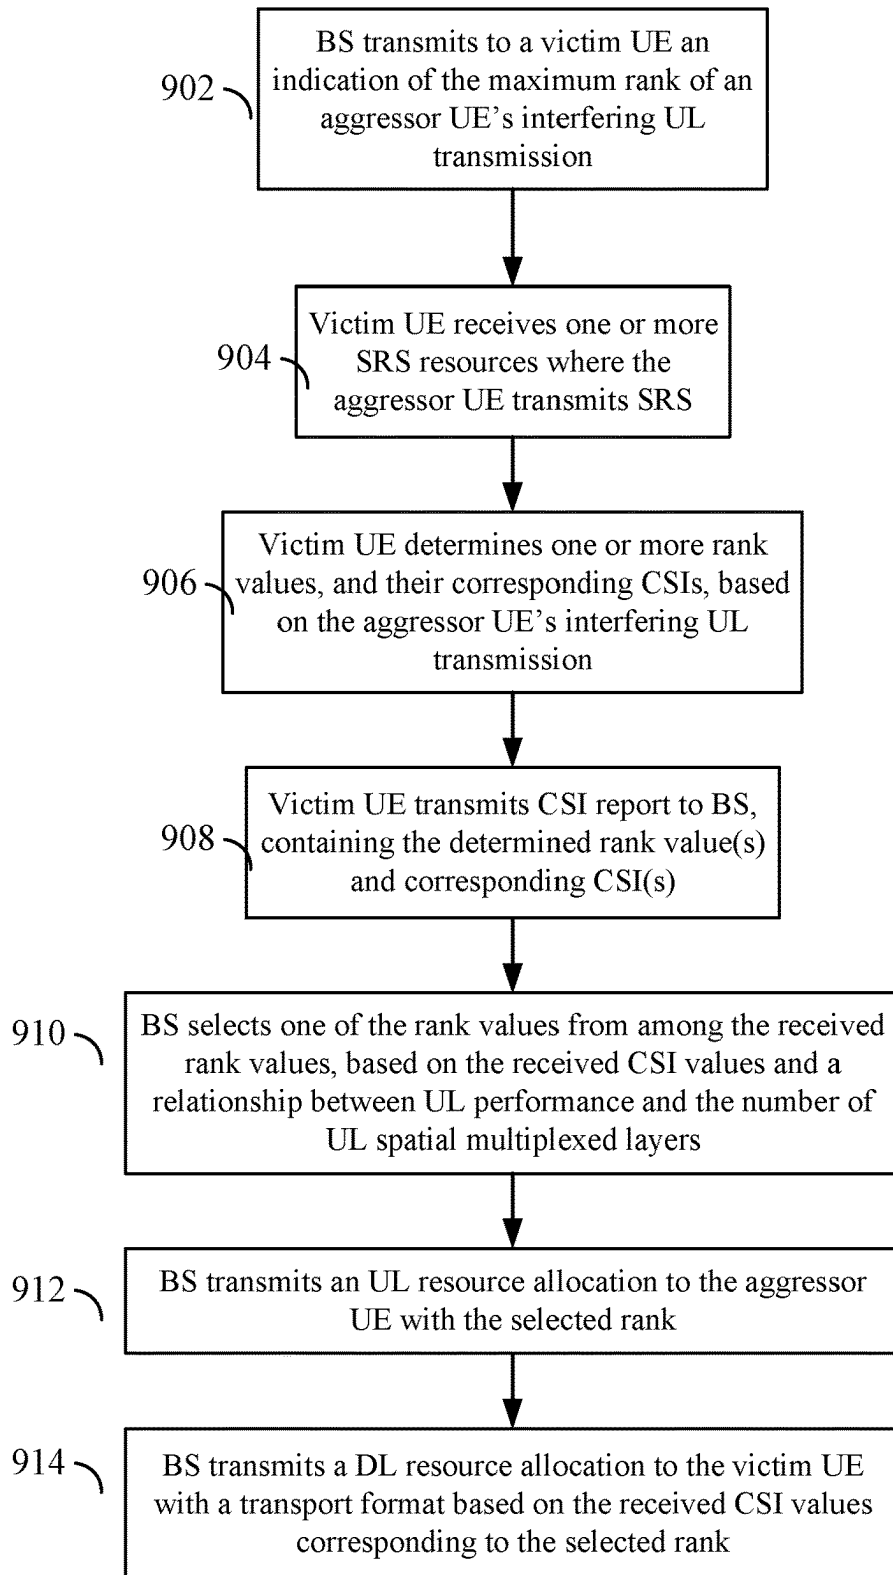 902
BS transmits to a victim UE an
indication of the maximum rank of an
aggressor UE’s interfering UL
transmission
904
Victim UE receives one or more
SRS resources where the
aggressor UE transmits SRS
906
Victim UE determines one or more rank
values, and their corresponding CSIs, based
on the aggressor UE’s interfering UL
transmission
908
Victim UE transmits CSI report to BS,
containing the determined rank value(s)
and corresponding CSI(s)
910
BS selects one of the rank values from among the received
rank values, based on the received CSI values and a
relationship between UL performance and the number of
UL spatial multiplexed layers
912
BS transmits an UL resource allocation to the aggressor
UE with the selected rank
914
BS transmits a DL resource allocation to the victim UE
with a transport format based on the received CSI values
corresponding to the selected rank